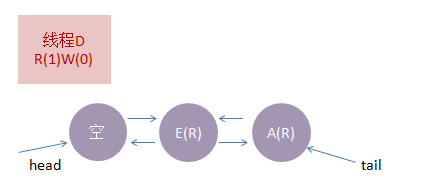 线程D
R(1)W(0)
空
E(R)
A(R)
head
tail